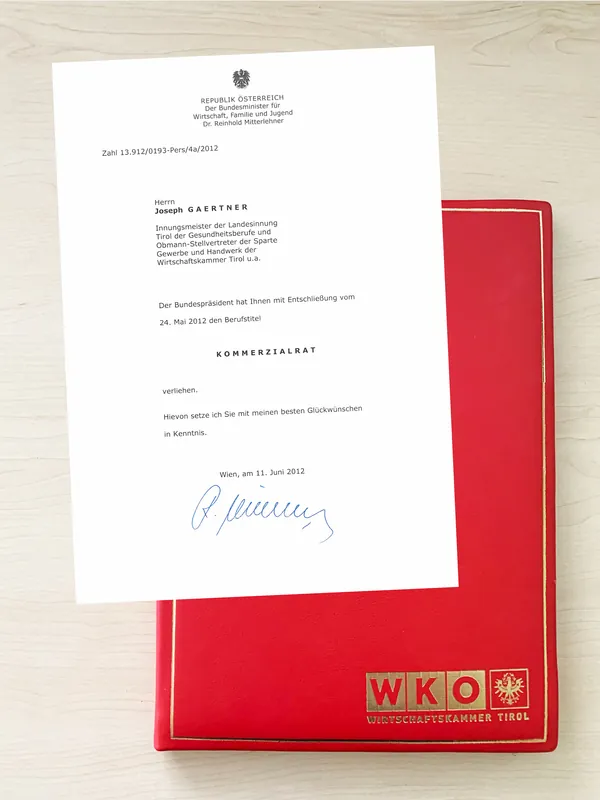 REPUBLIK ÖSTERREICH
Der Bundesminister für
Wirtschaft, Familie und Jugend
Dr. Reinhold Mitterlehner
Zahl 13.912/0193-Pers/4a/2012
Herrn
Joseph GAERTNER
Innungsmeister der Landesinnung
Tirol der Gesundheitsberufe und
Obmann-Stellvertreter der Sparte
Gewerbe und Handwerk der
Wirtschaftskammer Tirol u.a.
Der Bundespräsident hat Ihnen mit Entschließung vom
24. Mai 2012 den Berufstitel
KOMMERZIALRAT
verliehen.
Hievon setze ich Sie mit meinen besten Glückwünschen
in Kenntnis.
Wien, am 11. Juni 2012
WKO
WIRTSCHAFTSKAMMER TIROL